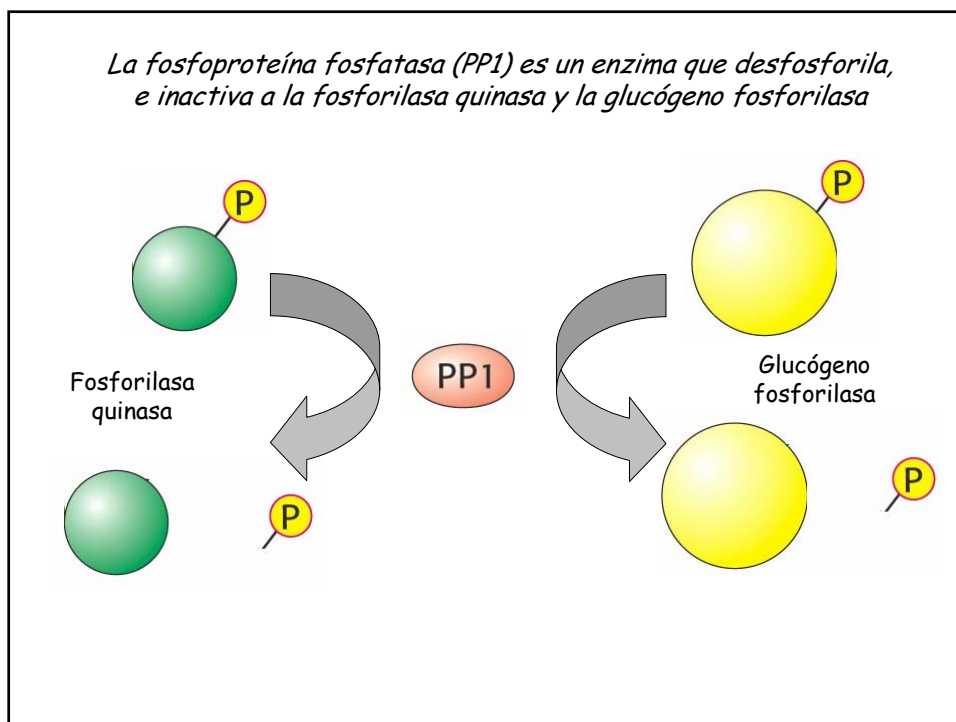 La fosfoproteína fosfatasa (PP1) es un enzima que desfosforila,
e inactiva a la fosforilasa quinasa y la glucógeno fosforilasa
P
P
PP1
Fosforilasa
quinasa
Glucógeno
fosforilasa
P
P